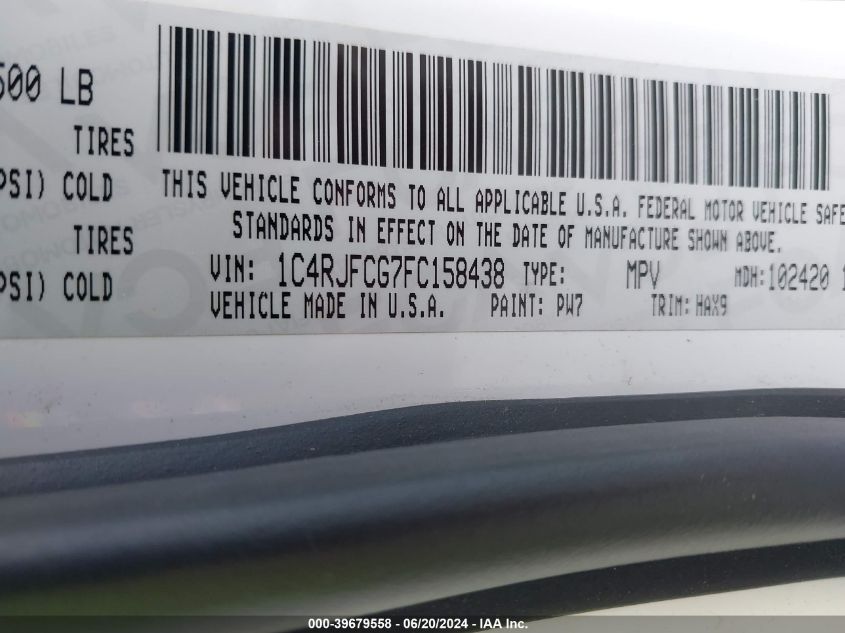 500 LB
TIRES
PSI) COLD
THIS VEHICLE CONFORMS TO ALL APPLICABLE U.S.A. FEDERAL MOTOR VEHICLE SAFE
STANDARDS IN EFFECT ON THE DATE OF MANUFACTURE SHOWN ABOVE.
TIRES
PSI) COLD
VIN: 1C4RJFCG7FC158438 TYPE: MPV MDH:102420 1
VEHICLE MADE IN U.S.A. PAINT: PW7 TRIM: HAX9
000-39679558 - 06/20/2024 - IAA Inc.